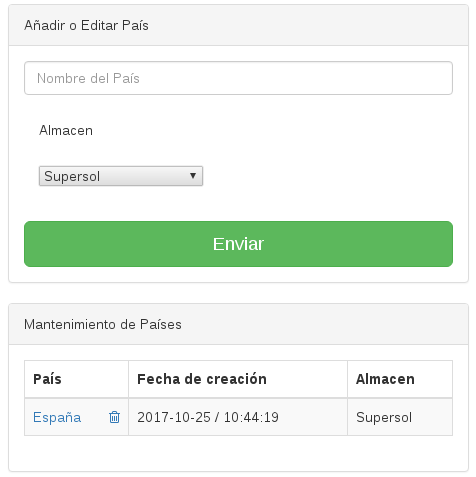 Añadir o Editar País
Nombre del País
Almacen
Supersol
Enviar
Mantenimiento de Países
País Fecha de creación Almacen
España 2017-10-25 / 10:44:19 Supersol